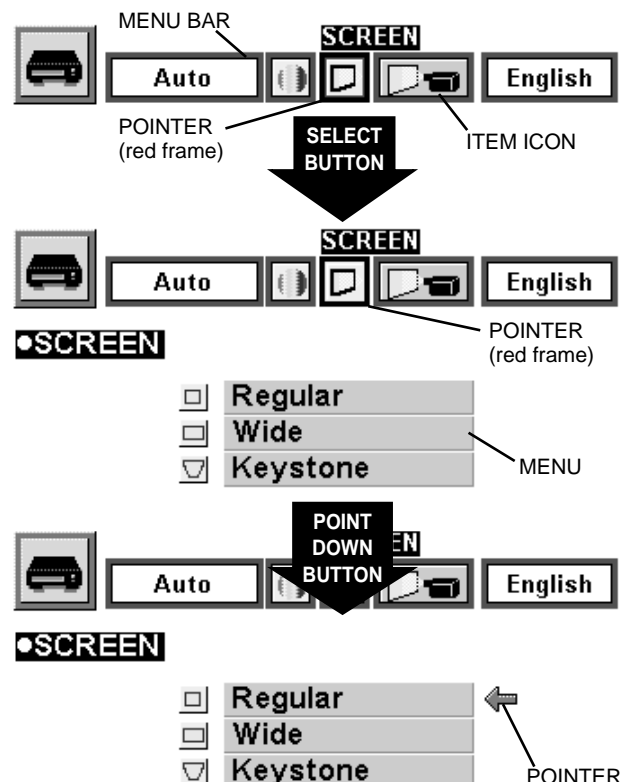 MENU BAR
SCREEN
Auto
English
POINTER
(red frame)
SELECT
BUTTON
ITEM ICON
SCREEN
Auto
English
POINTER
(red frame)
●SCREEN
Regular
Wide
Keystone
MENU
POINT
DOWN
BUTTON
EN
Auto
English
●SCREEN
Regular
Wide
Keystone
POINTER